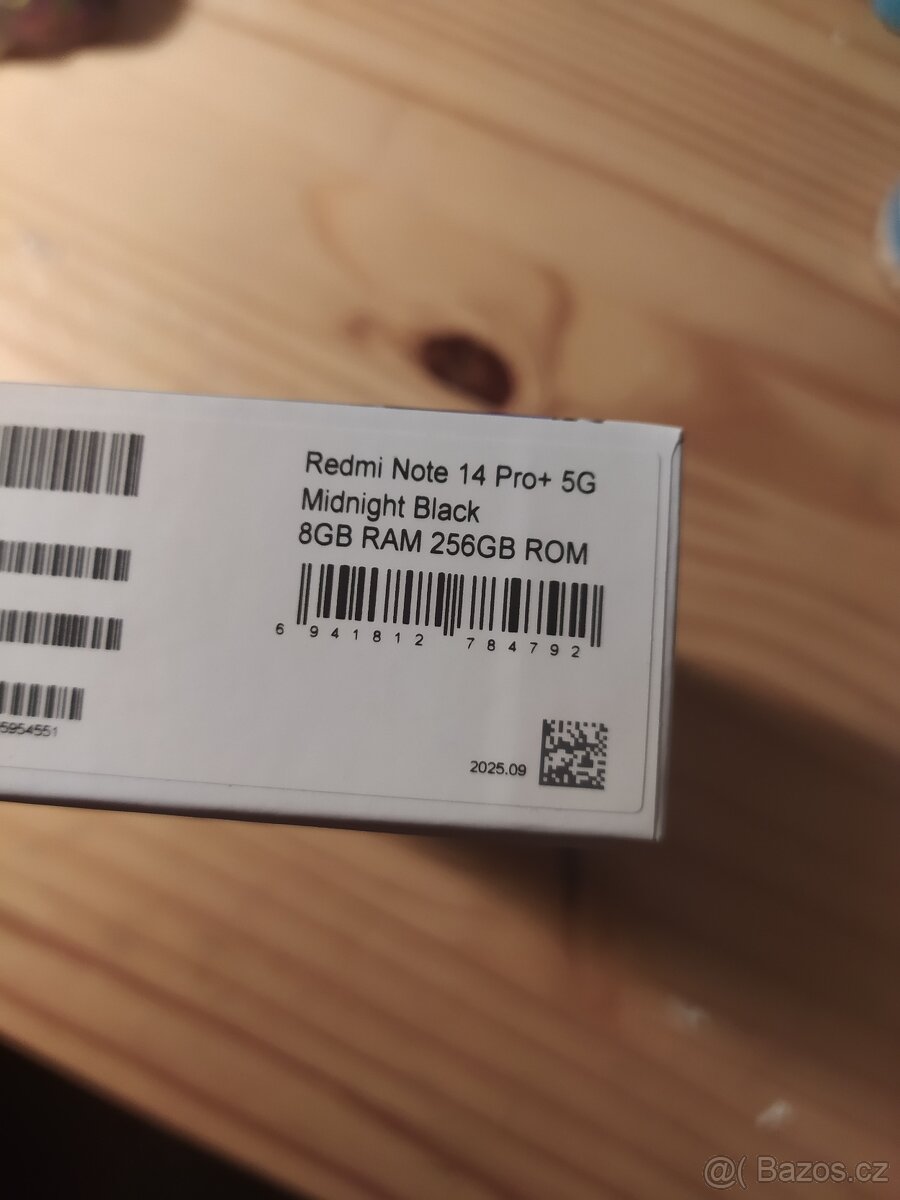 Redmi Note 14 Pro+ 5G
Midnight Black
8GB RAM 256GB ROM
6 941812 784792
5954551
2025.09
@( Bazos.cz